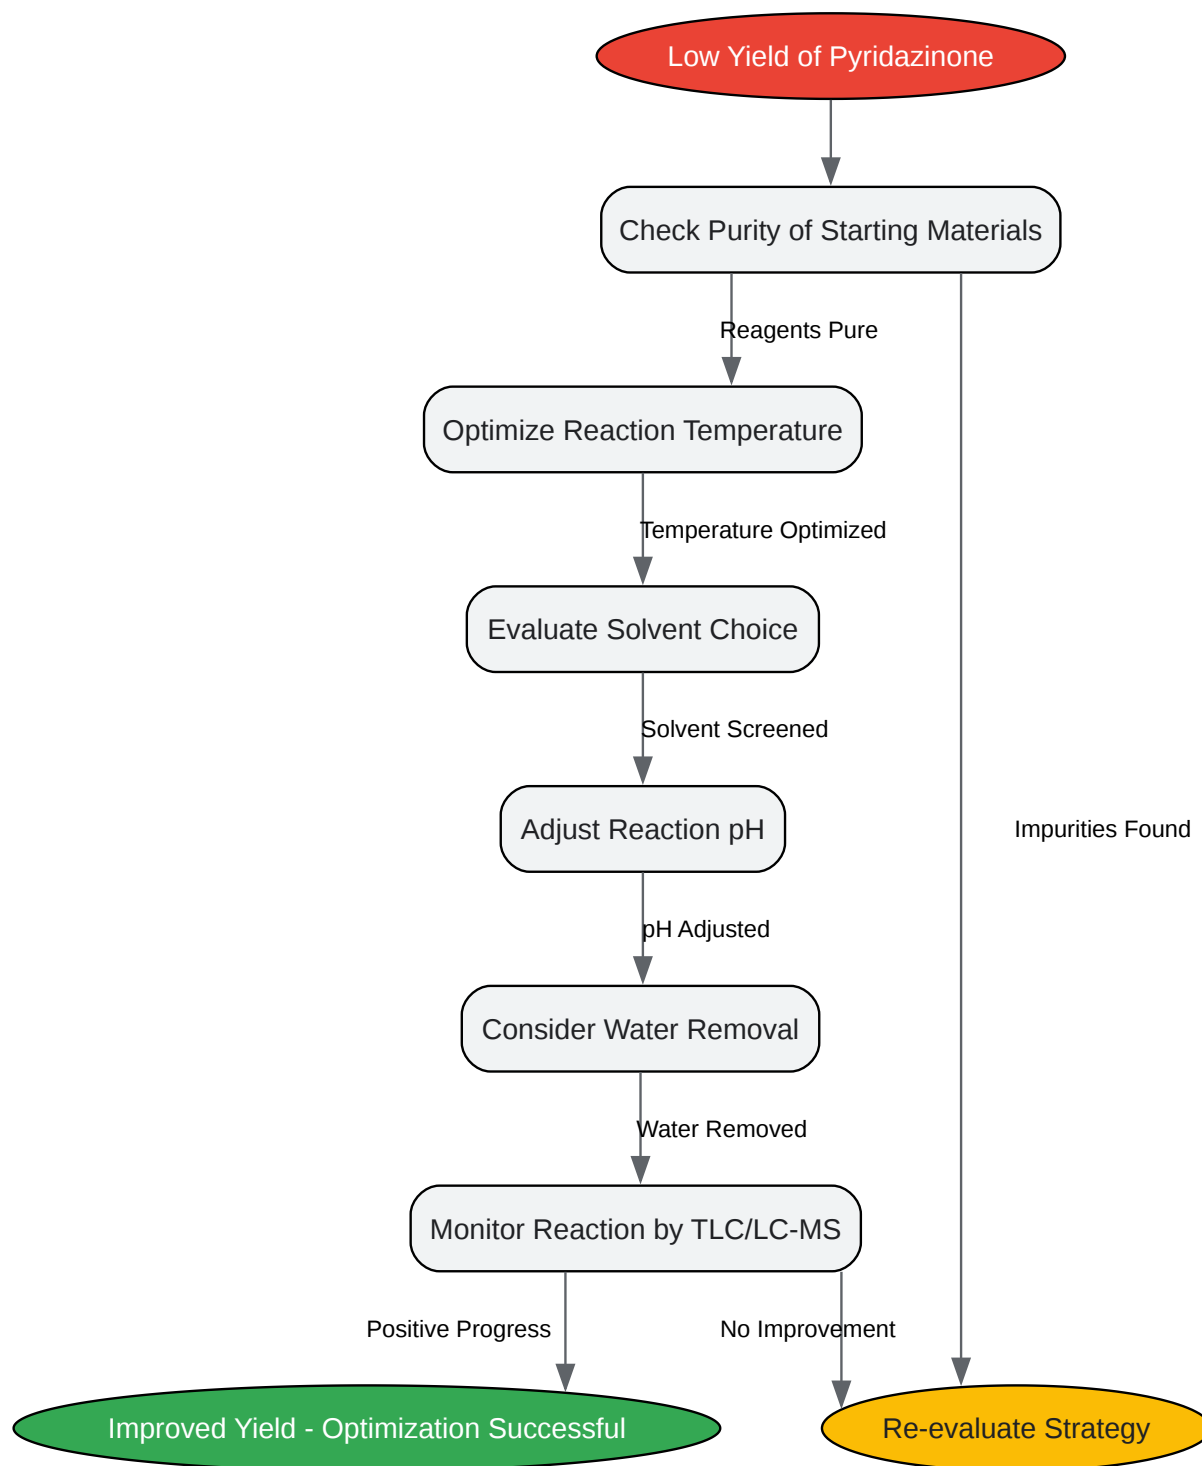 Low Yield of Pyridazinone
Check Purity of Starting Materials
Reagents Pure
Optimize Reaction Temperature
Temperature Optimized
Evaluate Solvent Choice
Solvent Screened
Adjust Reaction pH
Impurities Found
pH Adjusted
Consider Water Removal
Water Removed
Monitor Reaction by TLC/LC-MS
Positive Progress
No Improvement
Improved Yield - Optimization Successful
Re-evaluate Strategy